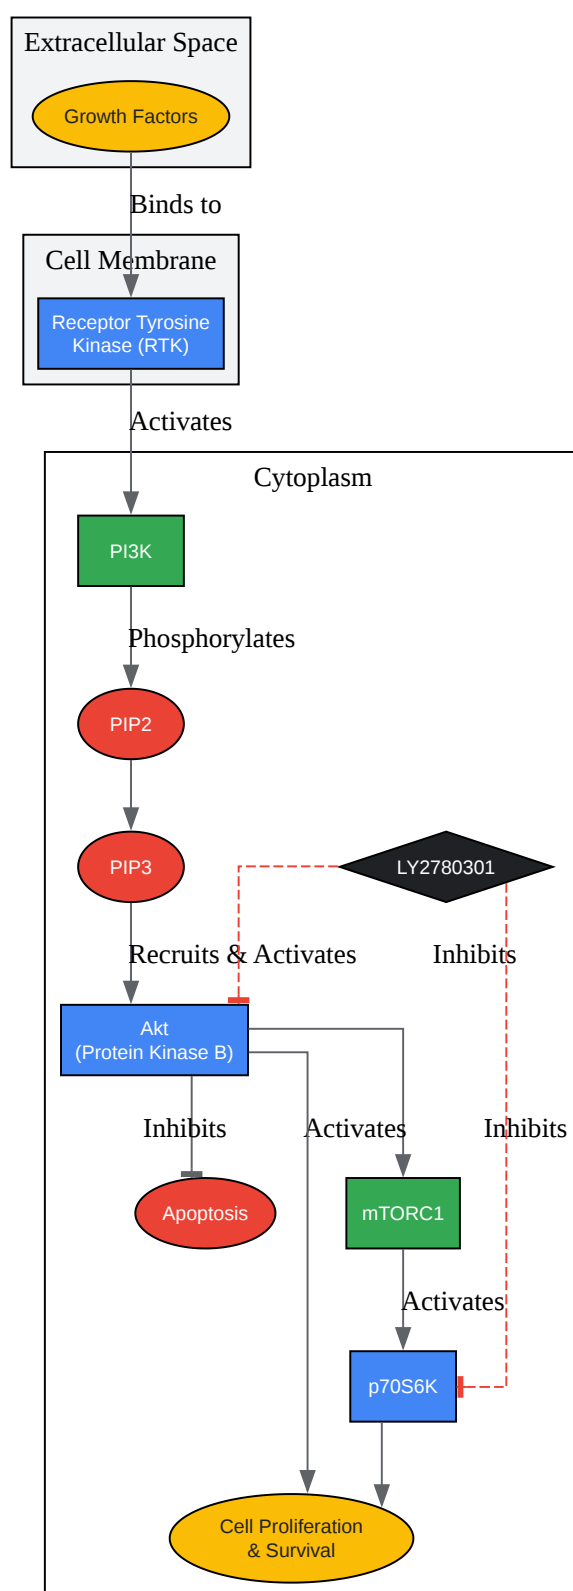 Extracellular Space
Growth Factors
Binds to
Cell Membrane
Receptor Tyrosine
Kinase (RTK)
Activates
Cytoplasm
PI3K
Phosphorylates
PIP2
PIP3
LY2780301
Recruits & Activates
Inhibits
Akt
(Protein Kinase B)
Inhibits
Activates
Inhibits
Apoptosis
mTORC1
Activates
p70S6K
Cell Proliferation
& Survival